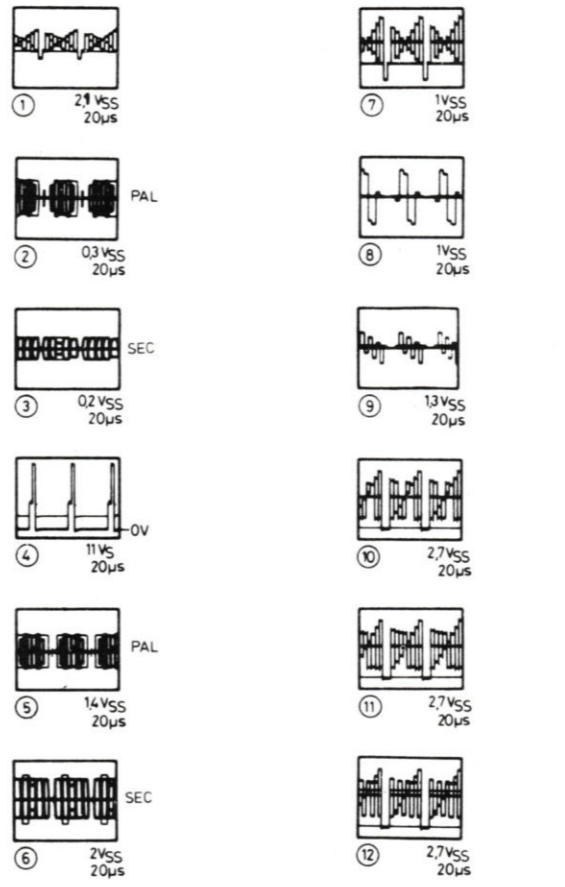 ① 2,1 VSS
20µs
PAL
② 0,3 VSS
20µs
SEC
③ 0,2 VSS
20µs
0V
④ 11 VS
20µs
PAL
⑤ 1,4 VSS
20µs
SEC
⑥ 2VSS
20µs
⑦ 1VSS
20µs
⑧ 1VSS
20µs
⑨ 1,3 VSS
20µs
⑩ 2,7 VSS
20µs
⑪ 2,7 VSS
20µs
⑫ 2,7 VSS
20µs